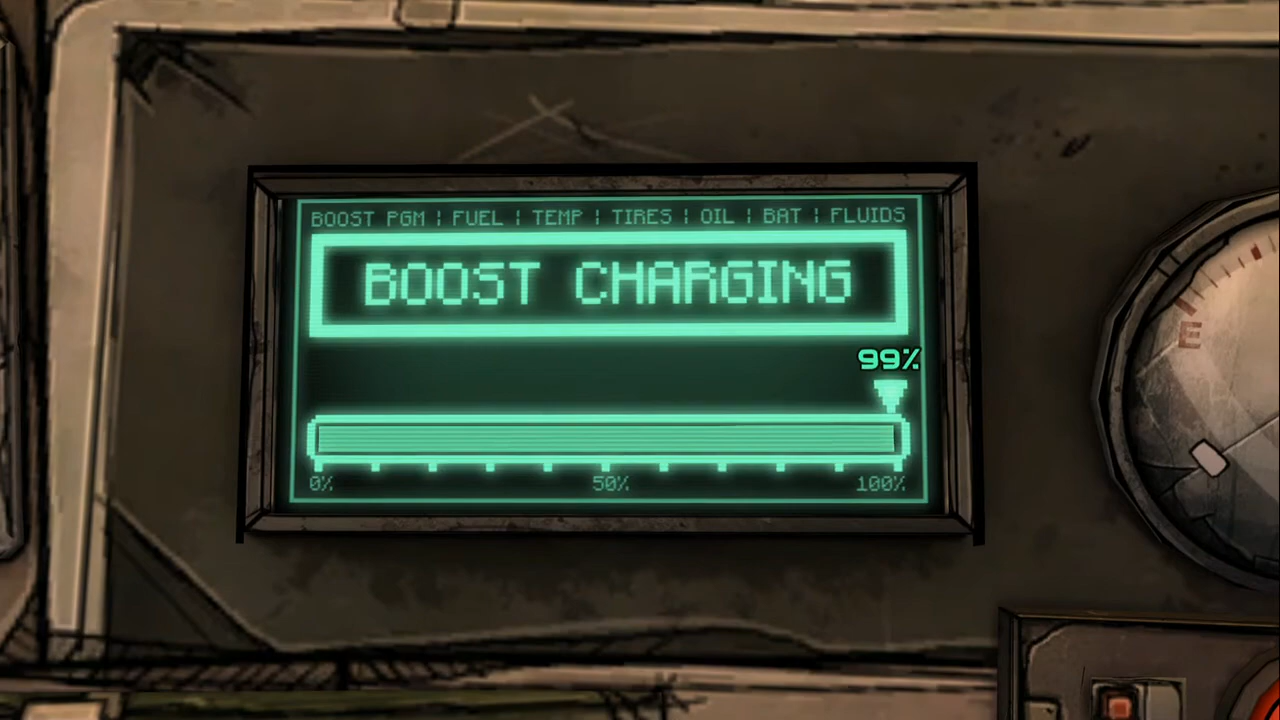 BOOST PGM ¦ FUEL ¦ TEMP ¦ TIRES ¦ OIL ¦ BAT ¦ FLUIDS
BOOST CHARGING
99%
0% 50% 100%
E